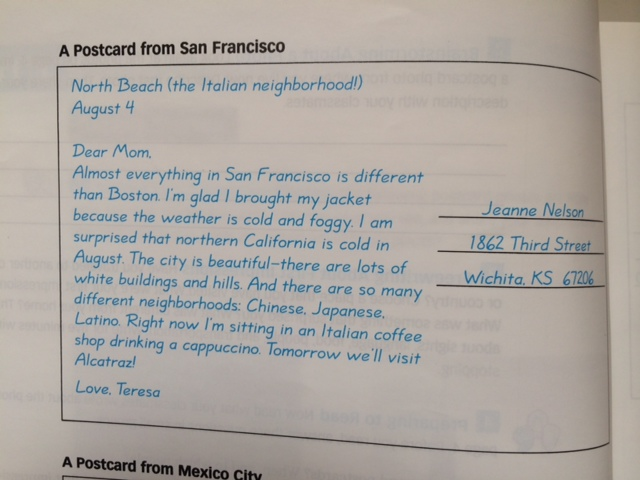 A Postcard from San Francisco
North Beach (the Italian neighborhood!)
August 4
Dear Mom,
Almost everything in San Francisco is different
than Boston. I'm glad I brought my jacket
because the weather is cold and foggy. I am
surprised that northern California is cold in
August. The city is beautiful–there are lots of
white buildings and hills. And there are so many
different neighborhoods: Chinese, Japanese,
Latino. Right now I'm sitting in an Italian coffee
shop drinking a cappuccino. Tomorrow we'll visit
Alcatraz!
Love, Teresa
Jeanne Nelson
1862 Third Street
Wichita, KS 67206
A Postcard from Mexico City